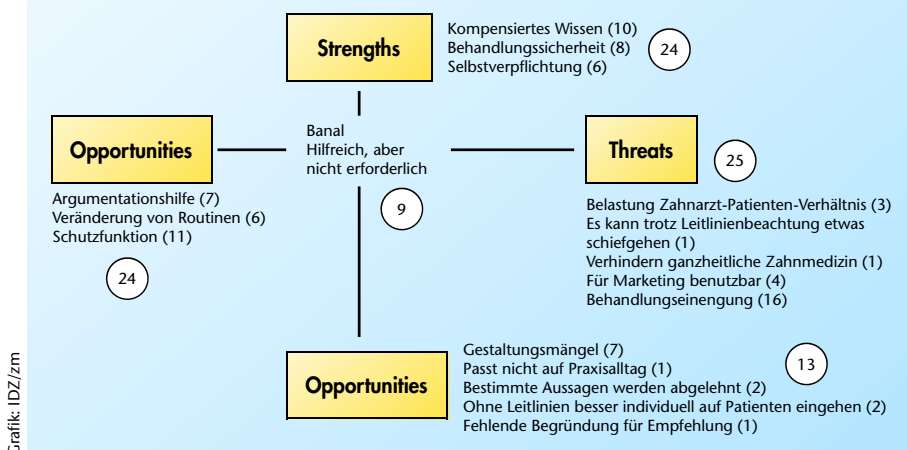 Strengths
Kompensiertes Wissen (10)
Behandlungssicherheit (8)
Selbstverpflichtung (6)
24
Opportunities
Argumentationshilfe (7)
Veränderung von Routinen (6)
Schutzfunktion (11)
24
Banal
Hilfreich, aber
nicht erforderlich
9
Threats
25
Belastung Zahnarzt-Patienten-Verhältnis (3)
Es kann trotz Leitlinienbeachtung etwas
schiefgehen (1)
Verhindern ganzheitliche Zahnmedizin (1)
Für Marketing benutzbar (4)
Behandlungseinengung (16)
Opportunities
Gestaltungsmängel (7)
Passt nicht auf Praxisalltag (1)
Bestimmte Aussagen werden abgelehnt (2)
Ohne Leitlinien besser individuell auf Patienten eingehen (2)
Fehlende Begründung für Empfehlung (1)
13
Grafik: IDZ/zm